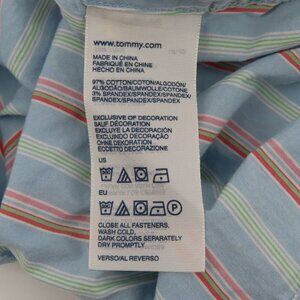 www.tommy.com
MADE IN CHINA
FABRIQUÉ EN CHINE
HECHO EN CHINA
97% COTTON/COTON/ALGODÓN/
ALGODÃO/BAUMWOLLE/COTONE
3% SPANDEX/SPANDEX/SPANDEX/
SPANDEX/SPANDEX/SPANDEX
EXCLUSIVE OF DECORATION
SAUF DÉCORATION
EXCLUYE LA DECORACIÓN
EXCLUINDO DECORAÇÃO
OHNE DEKORATION
ECCETTO DECORAZIONE
US
EU
CLOSE ALL FASTENERS,
WASH COLD,
DARK COLORS SEPARATELY
DRY PROMPTLY.
VERSO/AL REVERSO